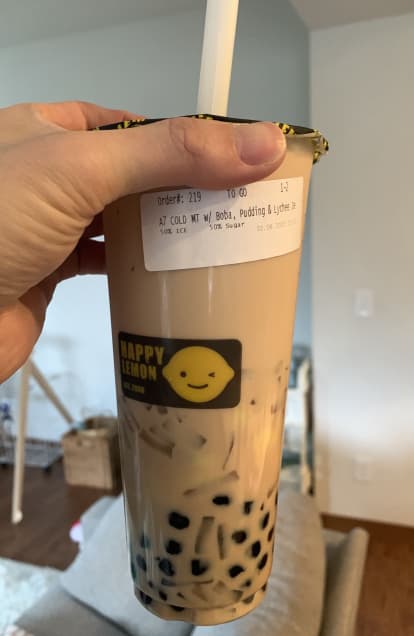 Order#: 219 TO GO 1-2
A7 COLD MT w/ Boba, Pudding & Lychee Je
50% ICE 50% Sugar
HAPPY
LEMON